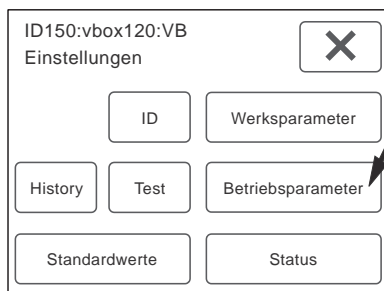 ID150:vbox120:VB
Einstellungen
ID
Werksparameter
History
Test
Betriebsparameter
Standardwerte
Status